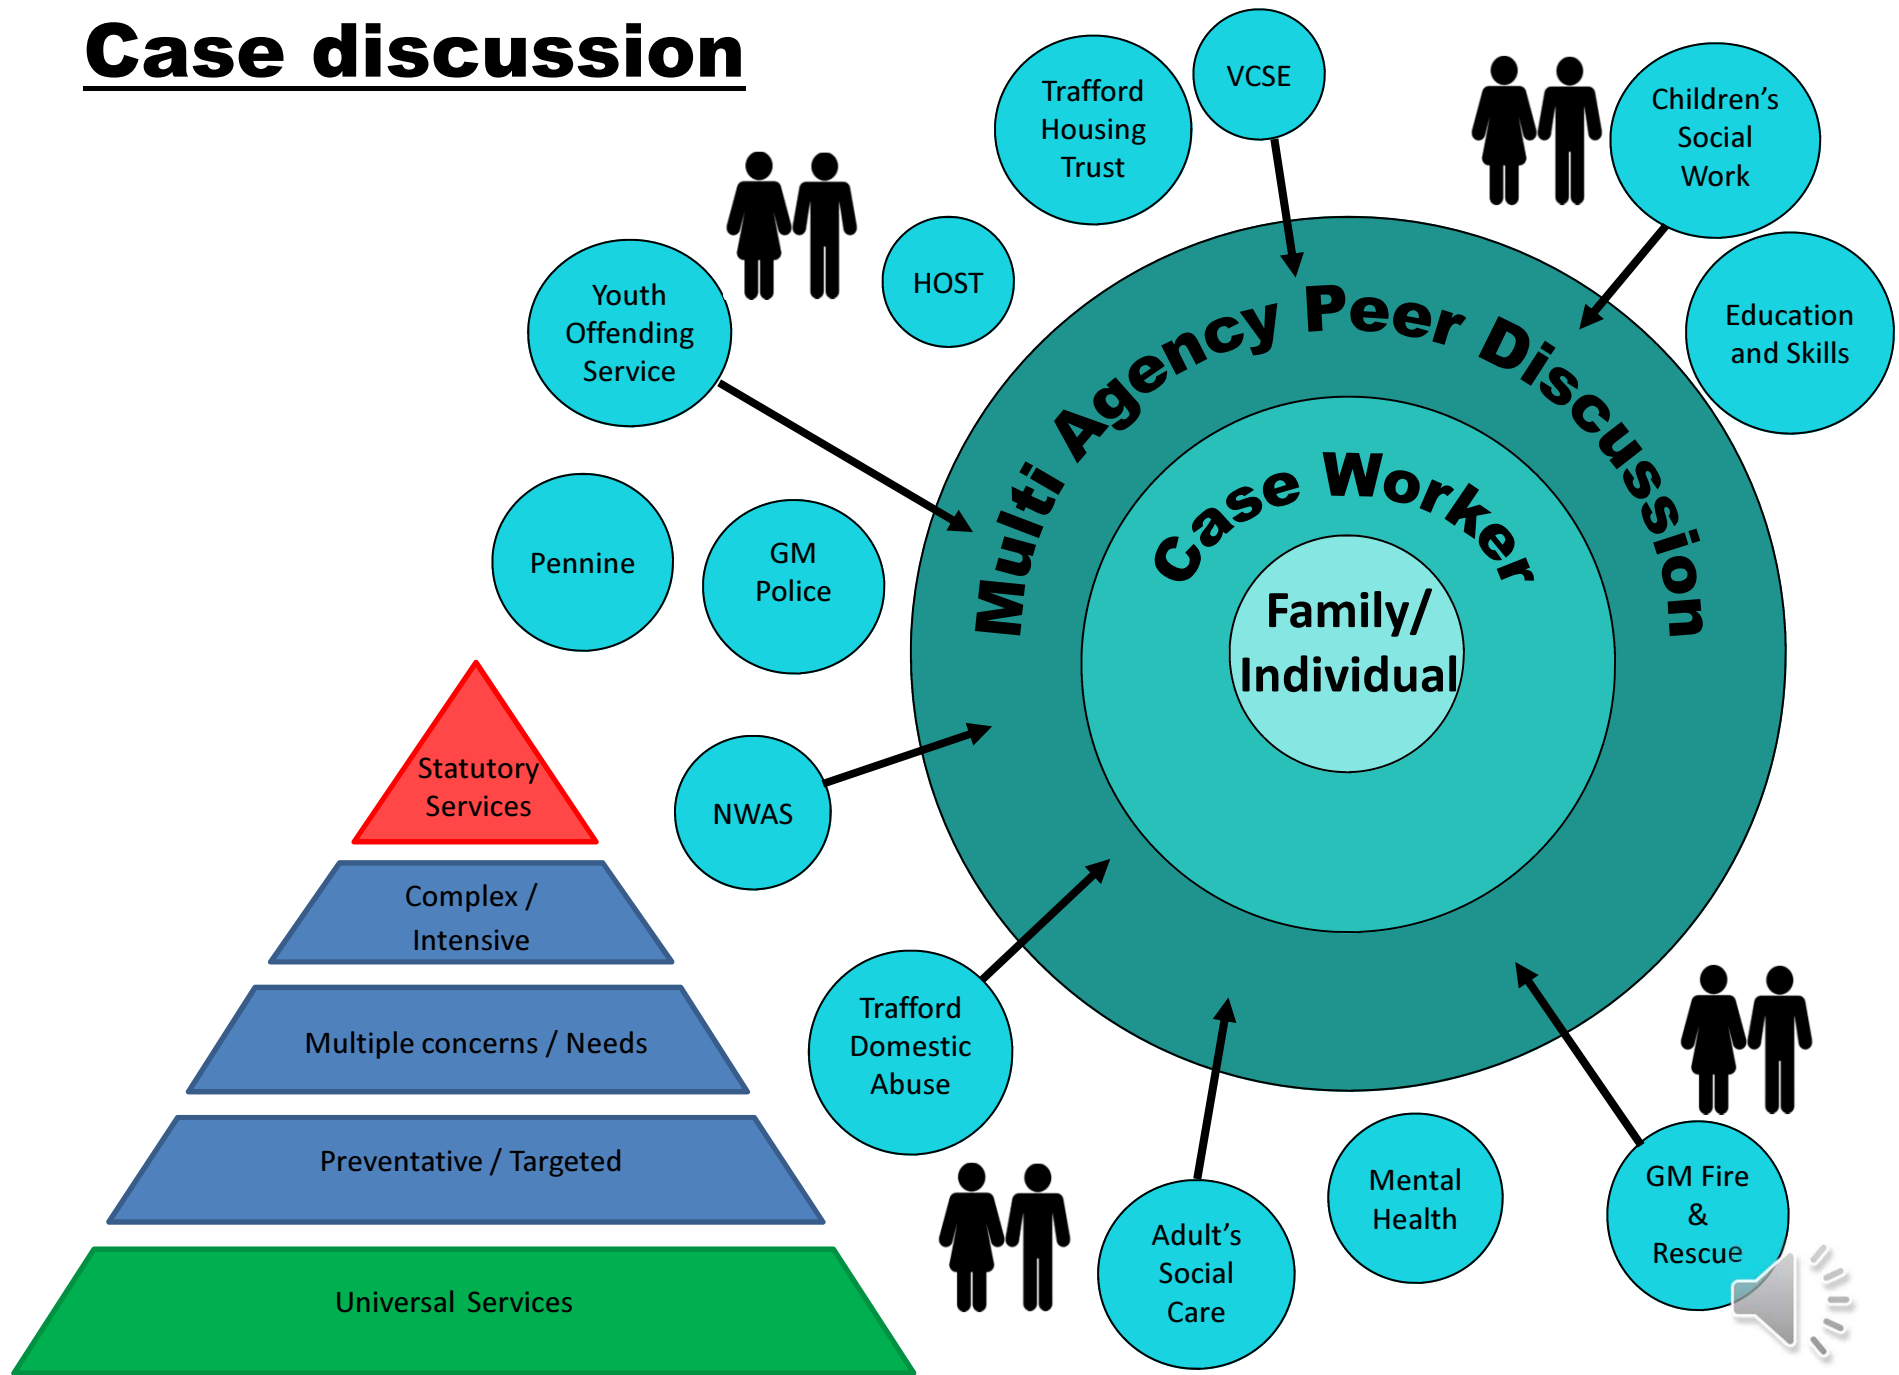 Case discussion
VCSE
Trafford
Housing
Trust
Children's
Social
Work
HOST
Youth
Offending
Service
Education
and Skills
Multi Agency Peer Discussion
Case Worker
Family/
Individual
Pennine
GM
Police
NWAS
Trafford
Domestic
Abuse
Adult's
Social
Care
Mental
Health
GM Fire
&
Rescue
Statutory
Services
Complex /
Intensive
Multiple concerns / Needs
Preventative / Targeted
Universal Services